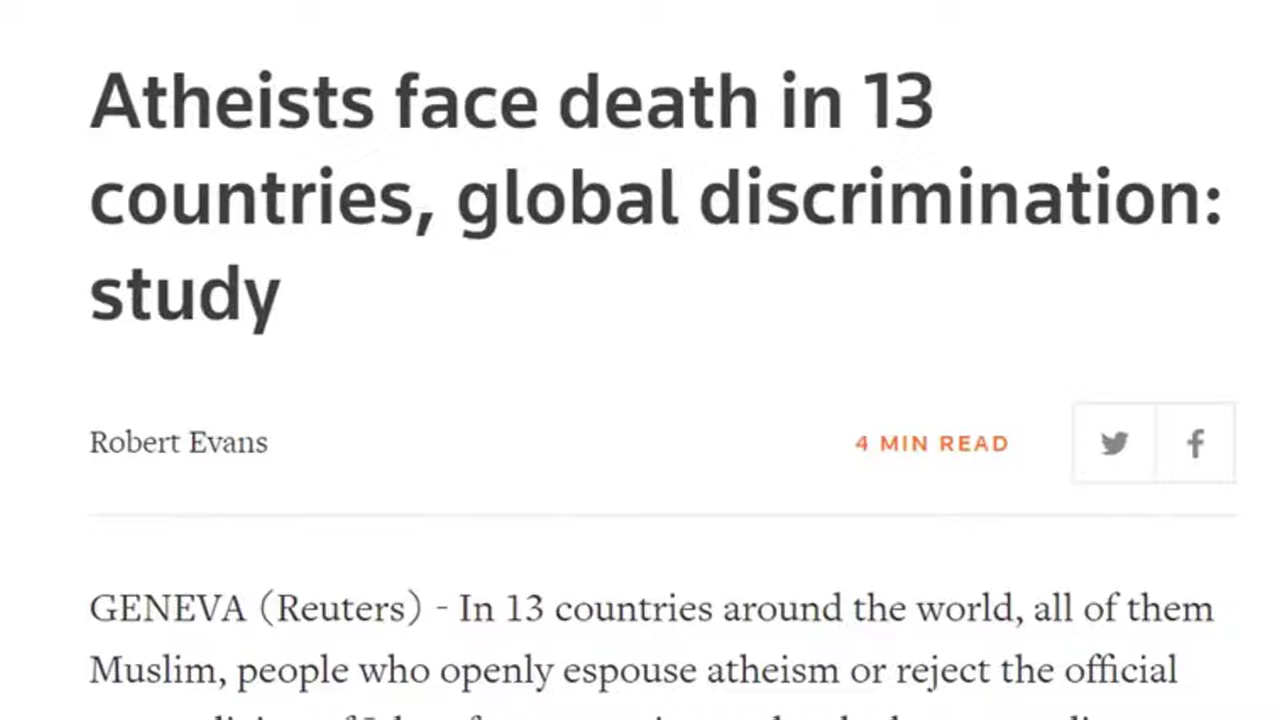 Atheists face death in 13
countries, global discrimination:
study
Robert Evans
4 MIN READ
GENEVA (Reuters) - In 13 countries around the world, all of them
Muslim, people who openly espouse atheism or reject the official